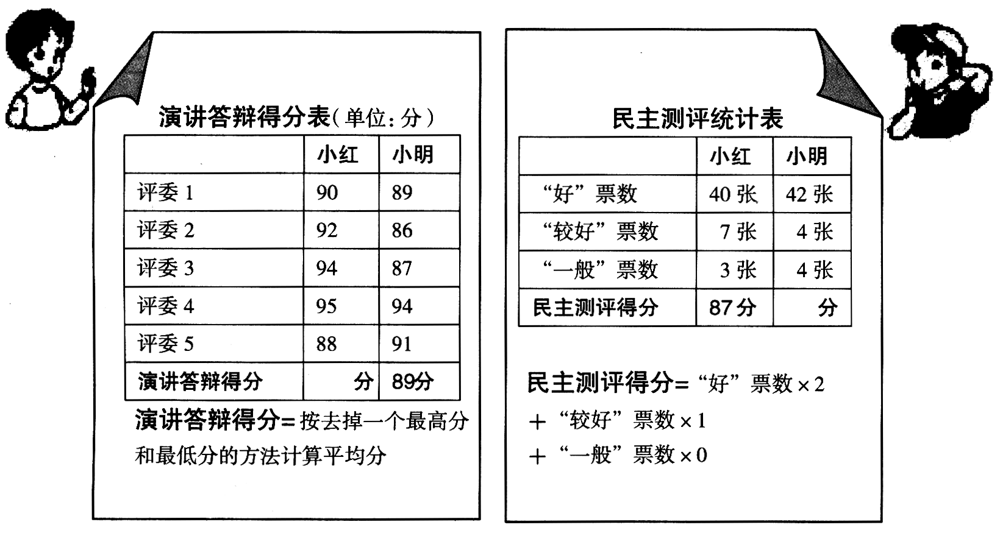 演讲答辩得分表(单位:分)
小红 小明
评委 1 90 89
评委 2 92 86
评委 3 94 87
评委 4 95 94
评委 5 88 91
演讲答辩得分 分 89分
演讲答辩得分=按去掉一个最高分
和最低分的方法计算平均分
民主测评统计表
小红 小明
“好”票数 40 张 42 张
“较好”票数 7 张 4 张
“一般”票数 3 张 4 张
民主测评得分 87分 分
民主测评得分=“好”票数×2
+“较好”票数×1
+“一般”票数×0